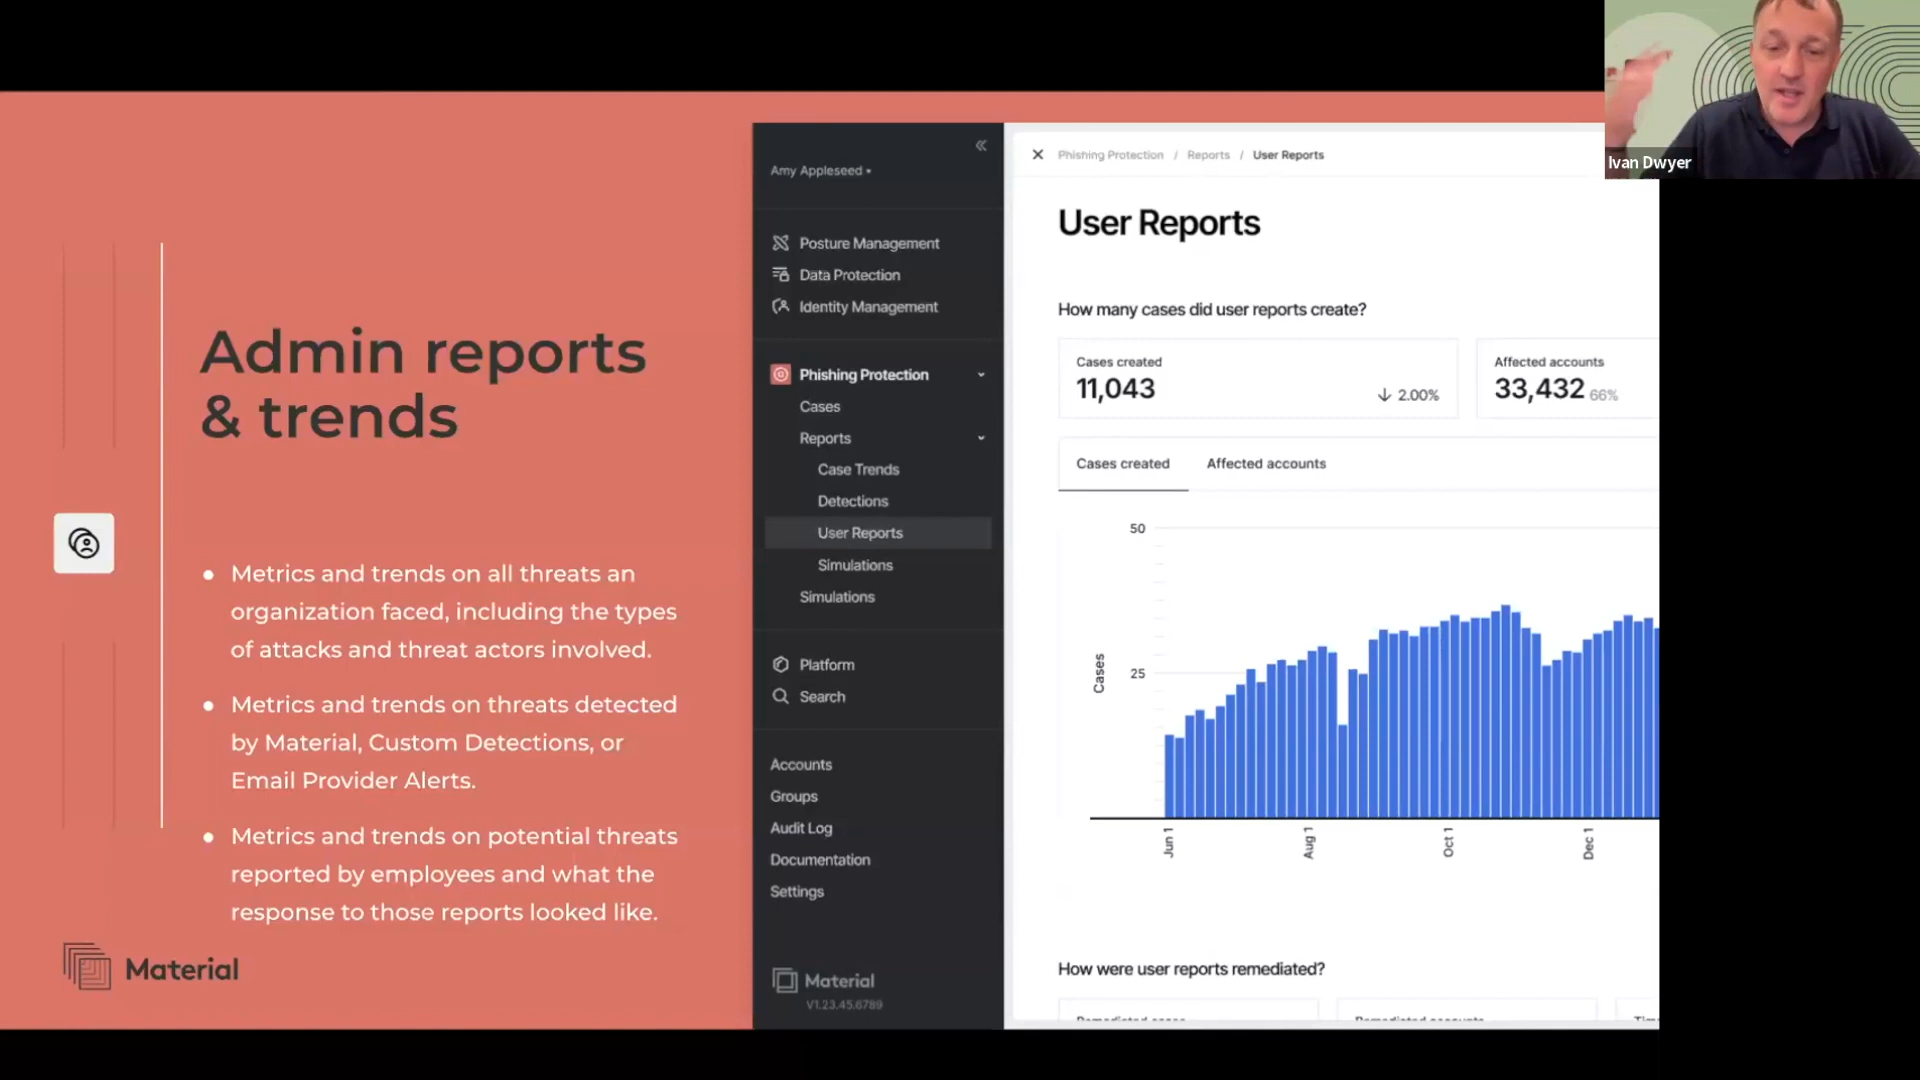 Ivan Dwyer
Admin reports
& trends
• Metrics and trends on all threats an
organization faced, including the types
of attacks and threat actors involved.
• Metrics and trends on threats detected
by Material, Custom Detections, or
Email Provider Alerts.
• Metrics and trends on potential threats
reported by employees and what the
response to those reports looked like.
Material
Amy Appleseed
Posture Management
Data Protection
Identity Management
Phishing Protection
Cases
Reports
Case Trends
Detections
User Reports
Simulations
Simulations
Platform
Search
Accounts
Groups
Audit Log
Documentation
Settings
Material
V1.23.45.6789
Phishing Protection / Reports / User Reports
User Reports
How many cases did user reports create?
Cases created
11,043
↓ 2.00%
Affected accounts
33,432 66%
Cases created Affected accounts
50
25
Cases
Jun 1
Aug 1
Oct 1
Dec 1
How were user reports remediated?